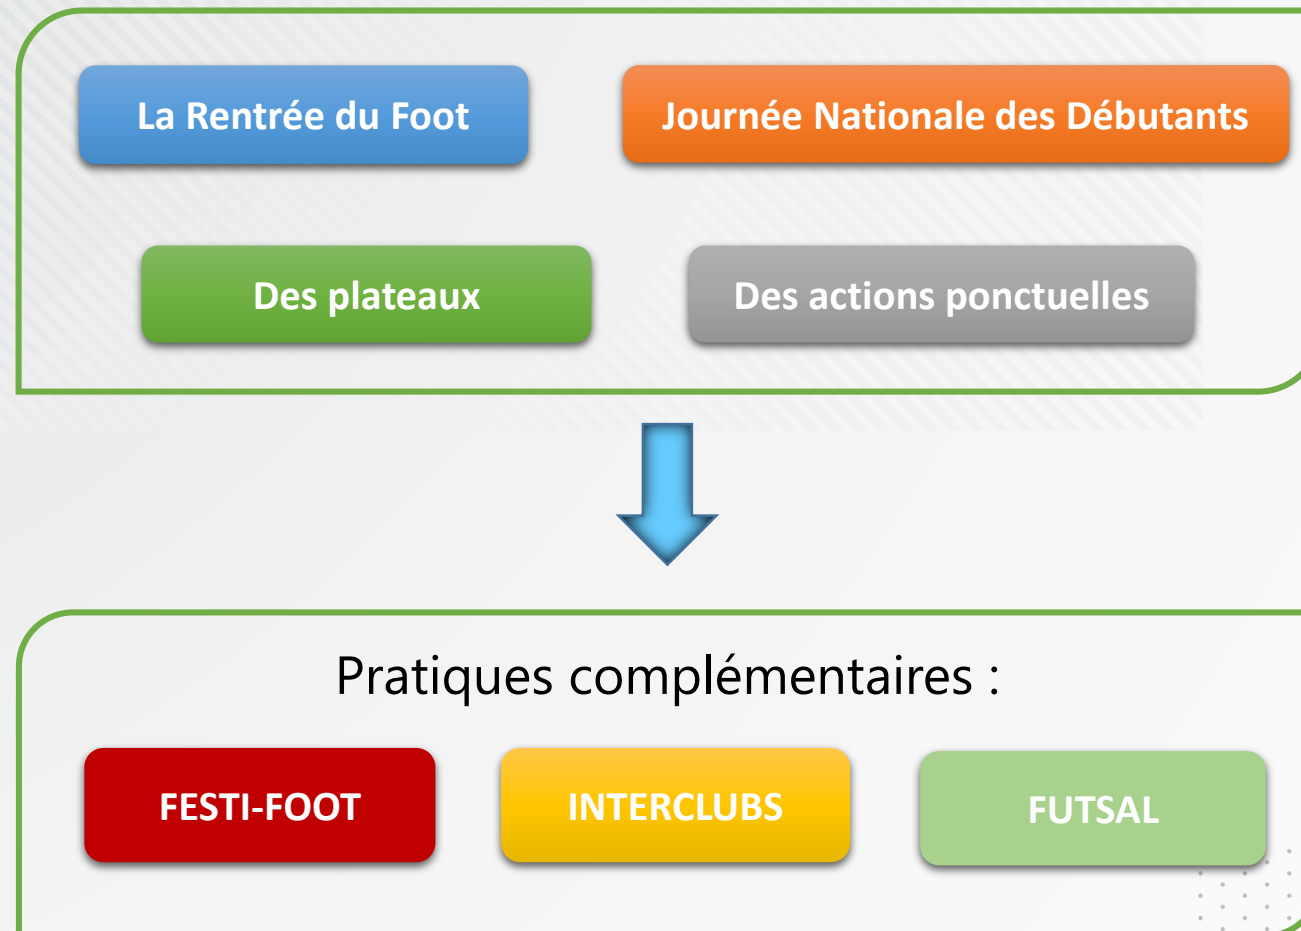 La Rentrée du Foot
Journée Nationale des Débutants
Des plateaux
Des actions ponctuelles
Pratiques complémentaires :
FESTI-FOOT
INTERCLUBS
FUTSAL